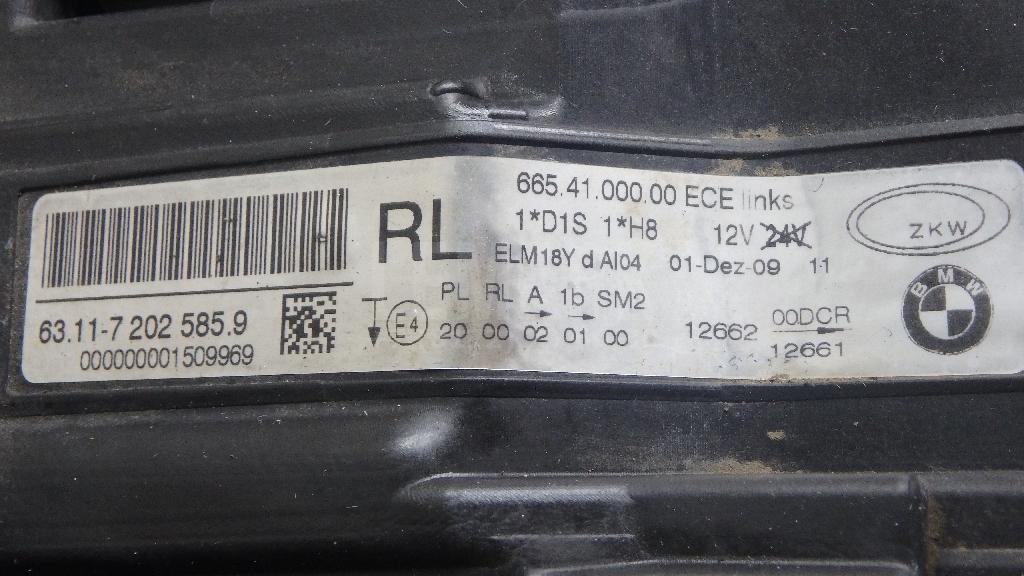 RL
63.11-7 202 585.9
000000001509969
665.41.000.00 ECE links
1*D1S 1*H8 12V 24V
ELM18Y d AI04 01-Dez-09 11
PL RL A 1b SM2
E4 20 00 02 01 00
12662 00DCR
12661
ZKW
BMW